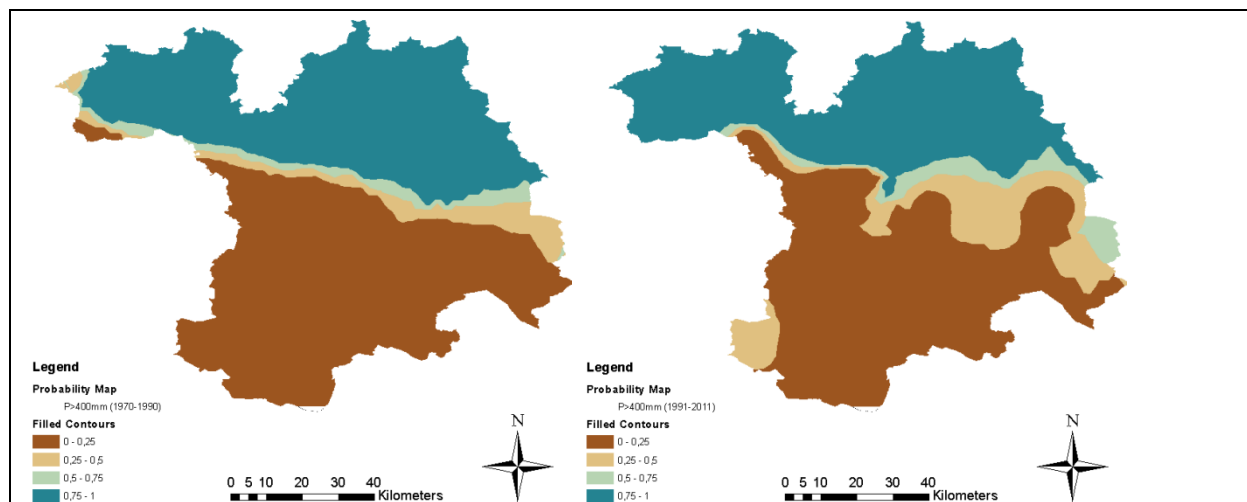 Legend
Probability Map
P>400mm (1970-1990)
Filled Contours
0 - 0,25
0,25 - 0,5
0,5 - 0,75
0,75 - 1
N
0 5 10 20 30 40
Kilometers
Legend
Probability Map
P>400mm (1991-2011)
Filled Contours
0 - 0,25
0,25 - 0,5
0,5 - 0,75
0,75 - 1
N
0 5 10 20 30 40
Kilometers